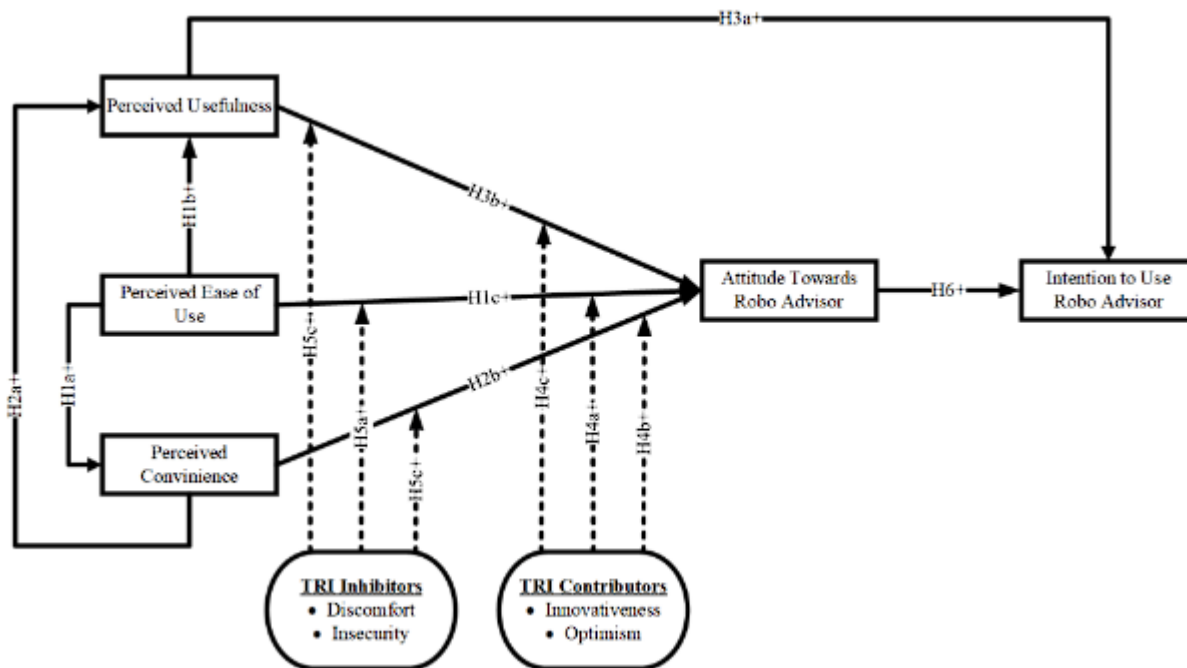 H3a+
Perceived Usefulness
H1b+
H3b+
Perceived Ease of
Use
H1c+
Attitude Towards
Robo Advisor
H6+
Intention to Use
Robo Advisor
H2a+
H1a+
H5c+
H5a+
H2b+
H4c+
H4a+
H4b+
Perceived
Convinience
H5c+
TRI Inhibitors
• Discomfort
• Insecurity
TRI Contributors
• Innovativeness
• Optimism